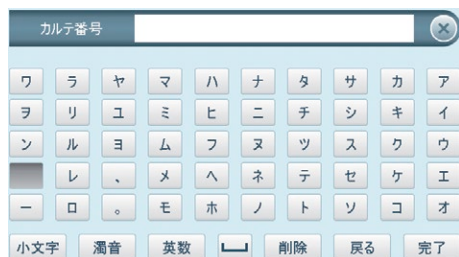 カルテ番号
ワ ラ ヤ マ ハ ナ タ サ カ ア
ヲ リ ユ ミ ヒ ニ チ シ キ イ
ン ル ヨ ム フ ヌ ツ ス ク ウ
レ 、 メ ヘ ネ テ セ ケ エ
ー ロ 。 モ ホ ノ ト ソ コ オ
小文字 濁音 英数 削除 戻る 完了